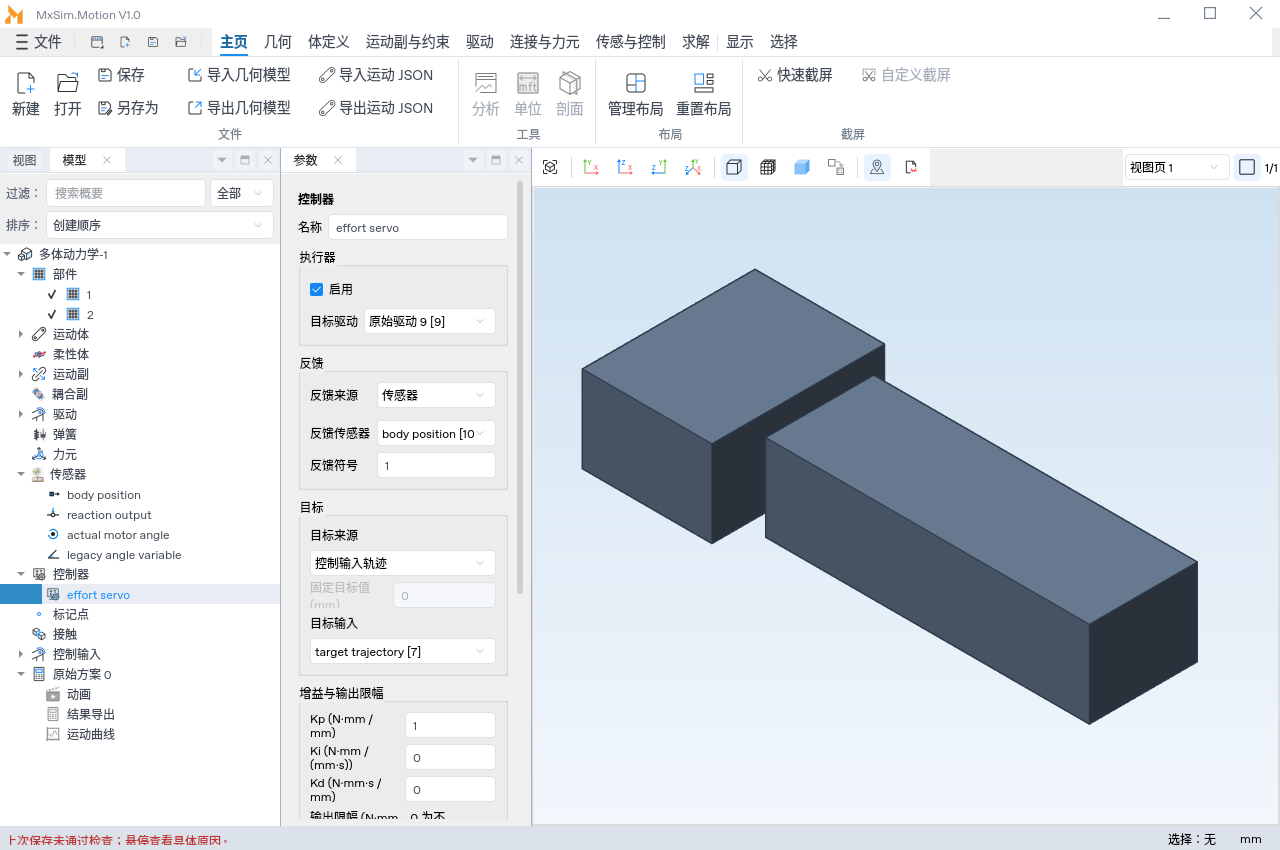 MxSim.Motion V1.0
文件
主页 几何 体定义 运动副与约束 驱动 连接与力元 传感与控制 求解 显示 选择
新建 打开 保存 另存为 导入几何模型 导出几何模型 导入运动 JSON 导出运动 JSON
分析 单位 剖面 管理布局 重置布局 快速截屏 自定义截屏
文件 工具 布局 截屏
视图 模型
过滤： 搜索概要 全部
排序： 创建顺序
多体动力学-1
部件
1
2
运动体
柔性体
运动副
耦合副
驱动
弹簧
力元
传感器
body position
reaction output
actual motor angle
legacy angle variable
控制器
effort servo
标记点
接触
控制输入
原始方案 0
动画
结果导出
运动曲线
参数
控制器
名称 effort servo
执行器
启用
目标驱动 原始驱动 9 [9]
反馈
反馈来源 传感器
反馈传感器 body position [10
反馈符号 1
目标
目标来源
控制输入轨迹
固定目标值 (mm) 0
目标输入
target trajectory [7]
增益与输出限幅
Kp (N·mm / mm) 1
Ki (N·mm / (mm·s)) 0
Kd (N·mm·s / mm) 0
输出限幅 (N·mm 0 为不
视图页 1
1/1
上次保存未通过检查；悬停查看具体原因。
选择：无 mm